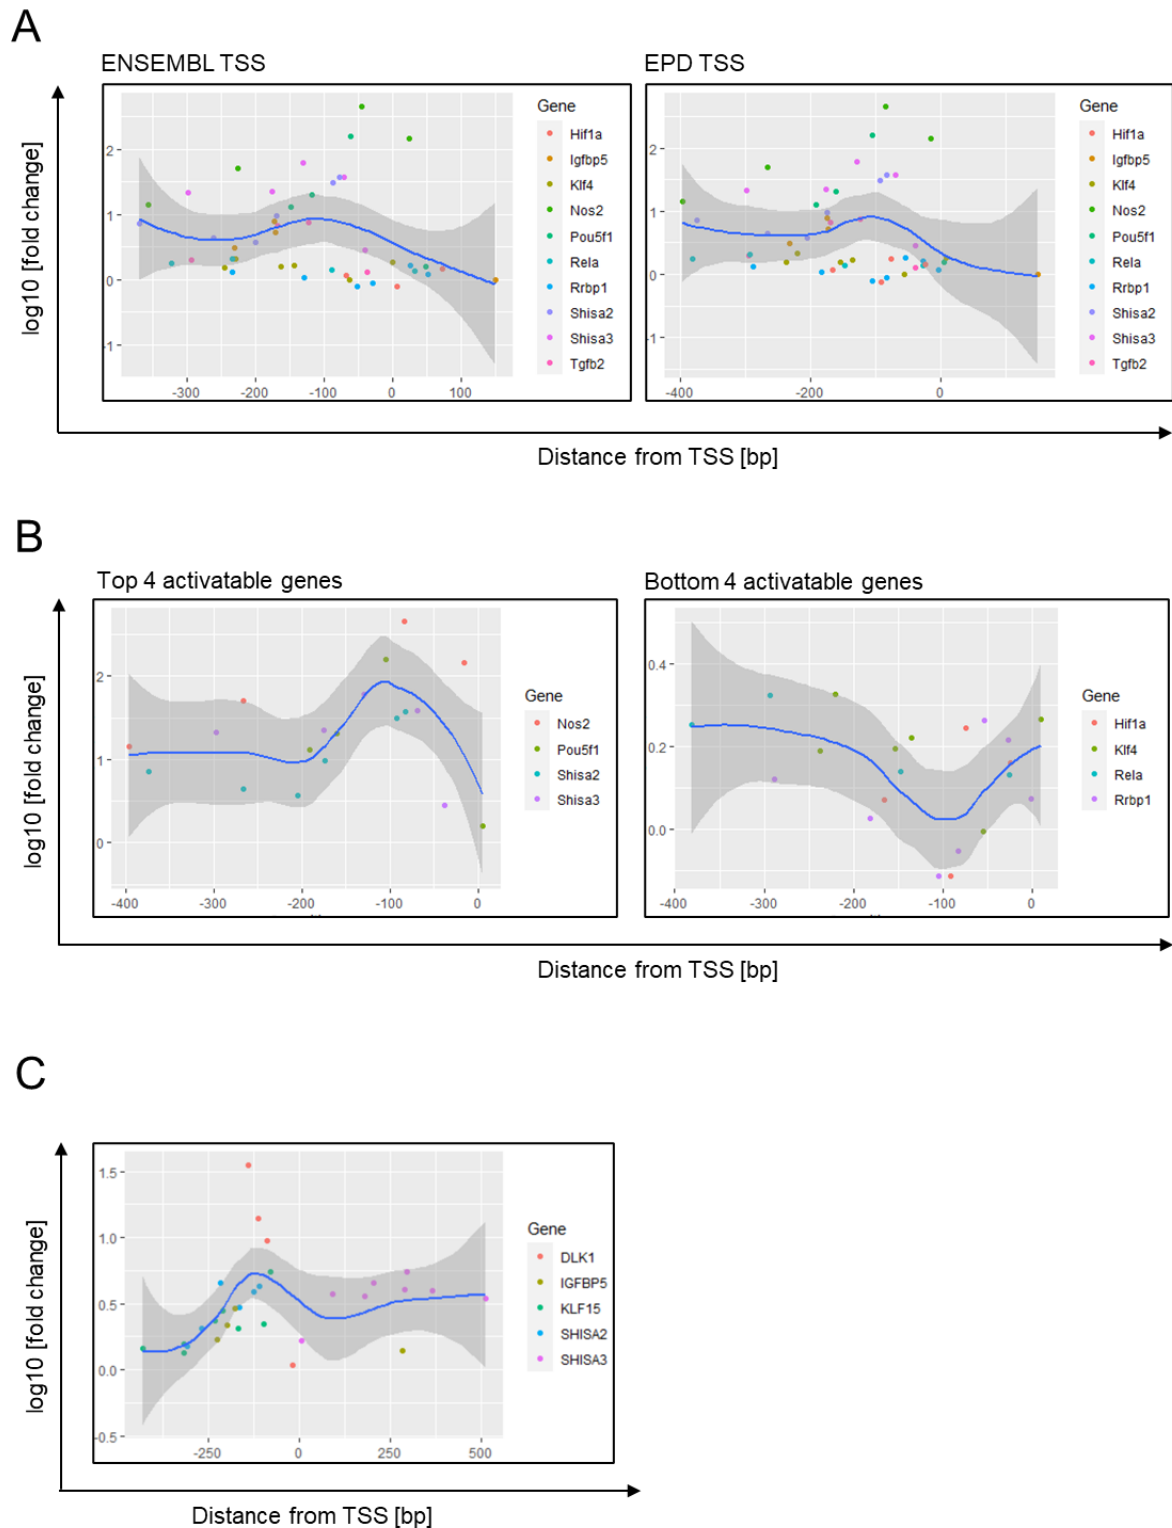 A
ENSEMBL TSS
EPD TSS
log10 [fold change]
2
1
0
-1
-300
-200
-100
0
100
Gene
Hif1a
Igfbp5
Klf4
Nos2
Pou5f1
Rela
Rrbp1
Shisa2
Shisa3
Tgfb2
2
1
0
-1
-400
-200
0
Gene
Hif1a
Igfbp5
Klf4
Nos2
Pou5f1
Rela
Rrbp1
Shisa2
Shisa3
Tgfb2
Distance from TSS [bp]
B
Top 4 activatable genes
Bottom 4 activatable genes
log10 [fold change]
2
1
0
-400
-300
-200
-100
0
Gene
Nos2
Pou5f1
Shisa2
Shisa3
0.4
0.2
0.0
-400
-300
-200
-100
0
Gene
Hif1a
Klf4
Rela
Rrbp1
Distance from TSS [bp]
C
log10 [fold change]
1.5
1.0
0.5
0.0
-0.5
-250
0
250
500
Gene
DLK1
IGFBP5
KLF15
SHISA2
SHISA3
Distance from TSS [bp]